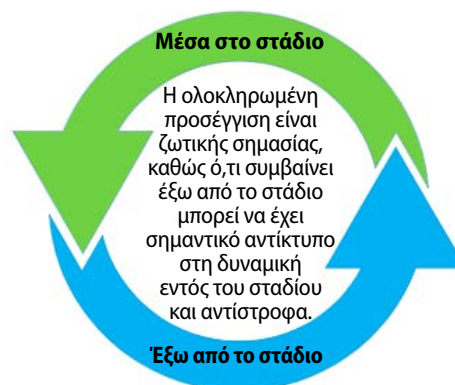 Μέσα στο στάδιο
Η ολοκληρωμένη
προσέγγιση είναι
ζωτικής σημασίας,
καθώς ό,τι συμβαίνει
έξω από το στάδιο
μπορεί να έχει
σημαντικό αντίκτυπο
στη δυναμική
εντός του σταδίου
και αντίστροφα.
Έξω από το στάδιο